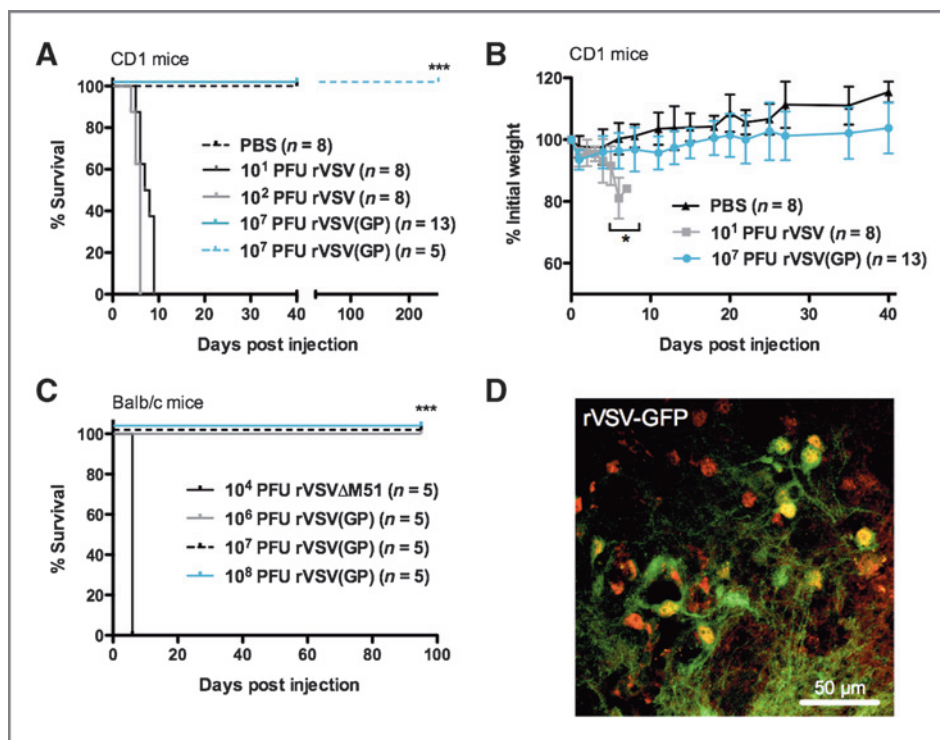 A
CD1 mice
***
100
80
60
40
20
0
% Survival
PBS (n = 8)
10¹ PFU rVSV (n = 8)
10² PFU rVSV (n = 8)
10⁷ PFU rVSV(GP) (n = 13)
10⁷ PFU rVSV(GP) (n = 5)
0 10 20 30 40 100 200
Days post injection
B
CD1 mice
120
100
80
60
% Initial weight
*
PBS (n = 8)
10¹ PFU rVSV (n = 8)
10⁷ PFU rVSV(GP) (n = 13)
0 10 20 30 40
Days post injection
C
Balb/c mice
***
100
80
60
40
20
0
% Survival
10⁴ PFU rVSVΔM51 (n = 5)
10⁶ PFU rVSV(GP) (n = 5)
10⁷ PFU rVSV(GP) (n = 5)
10⁸ PFU rVSV(GP) (n = 5)
0 20 40 60 80 100
Days post injection
D
rVSV-GFP
50 µm